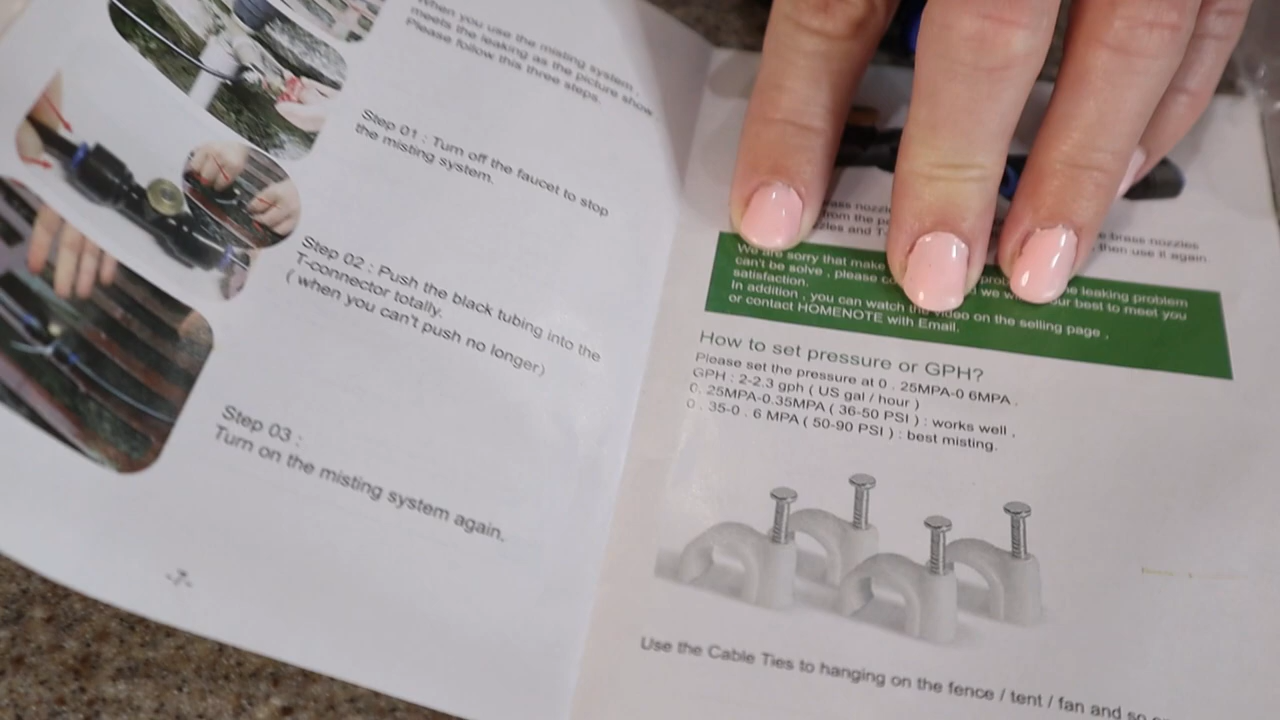 When you use the misting system ,
meets the leaking as the picture show
Please follow this three steps.
Step 01 : Turn off the faucet to stop
the misting system.
Step 02 : Push the black tubing into the
T-connector totally.
( when you can't push no longer)
Step 03 :
Turn on the misting system again.
-7-
brass nozzles
from the
then use it again.
We are sorry that make leaking problem
can't be solve , please we our best to meet you
satisfaction.
In addition , you can watch the video on the selling page ,
or contact HOMENOTE with Email.
How to set pressure or GPH?
Please set the pressure at 0 . 25MPA-0 6MPA .
GPH : 2-2.3 gph ( US gal / hour )
0. 25MPA-0.35MPA ( 36-50 PSI ) : works well ,
0 . 35-0 . 6 MPA ( 50-90 PSI ) : best misting.
Use the Cable Ties to hanging on the fence / tent / fan and so